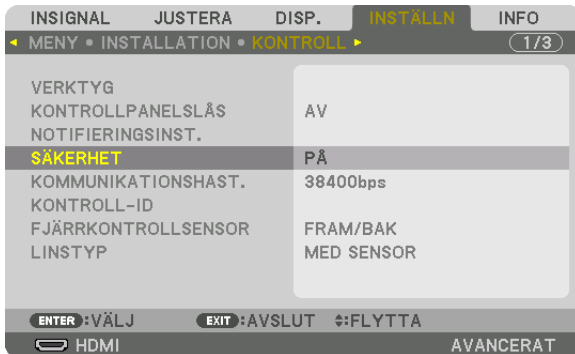 INSIGNAL JUSTERA DISP. INSTÄLLN INFO
MENY • INSTALLATION • KONTROLL 1/3
VERKTYG
KONTROLLPANELSLÅS AV
NOTIFIERINGSINST.
SÄKERHET PÅ
KOMMUNIKATIONSHAST. 38400bps
KONTROLL-ID
FJÄRRKONTROLLSENSOR FRAM/BAK
LINSTYP MED SENSOR
ENTER :VÄLJ EXIT :AVSLUT :FLYTTA
HDMI AVANCERAT